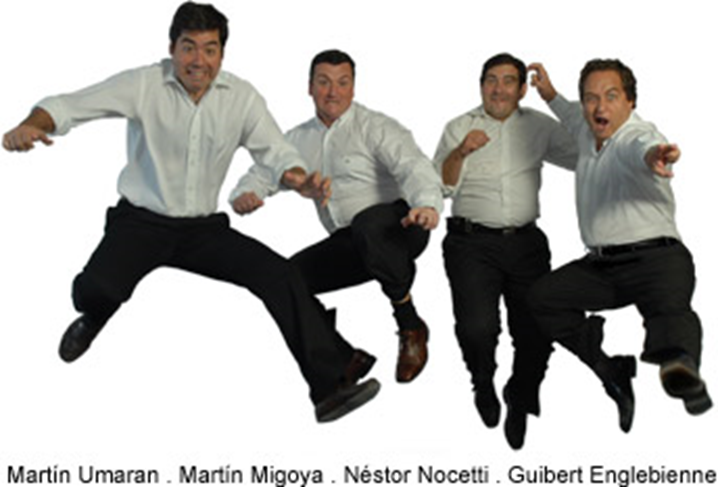 Martín Umaran . Martín Migoya . Néstor Nocetti . Guibert Englebienne